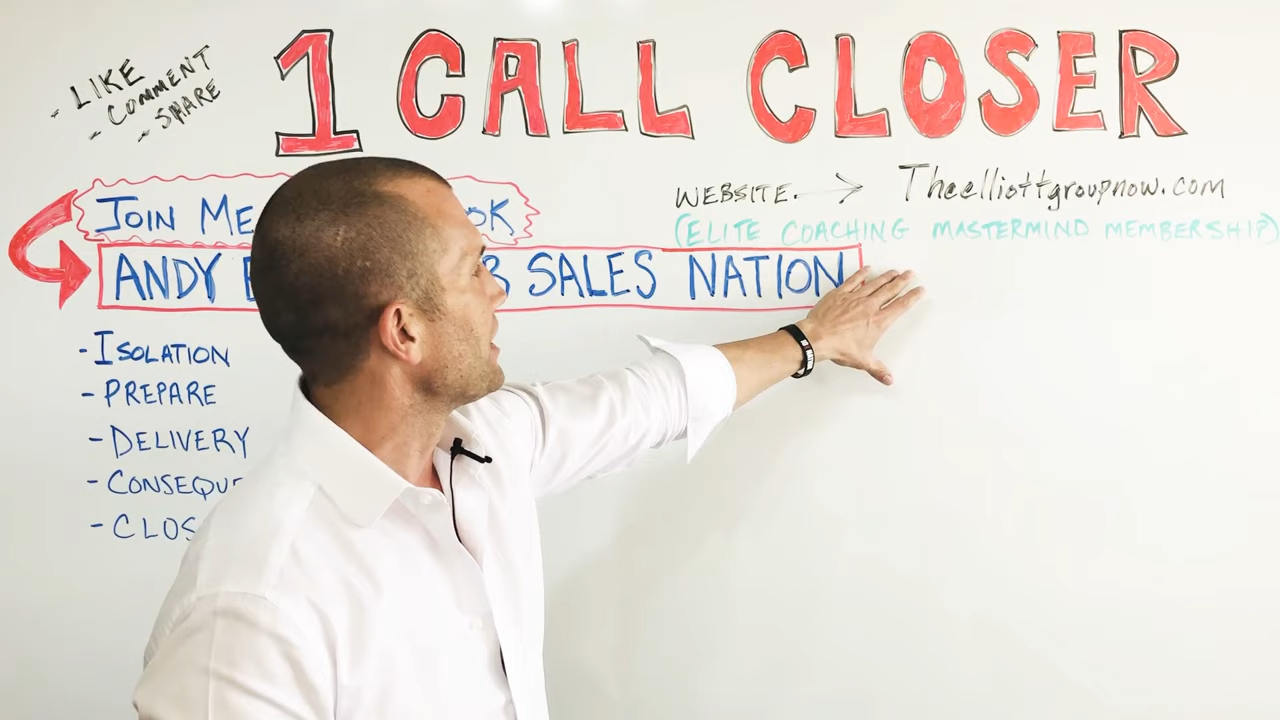 1 CALL CLOSER
- LIKE
- COMMENT
- SHARE
WEBSITE. → Theelliottgroupnow.com
(ELITE COACHING MASTERMIND MEMBERSHIP)
JOIN ME
ANDY SALES NATION
- ISOLATION
- PREPARE
- DELIVERY
- CONSEQU
- CLOS